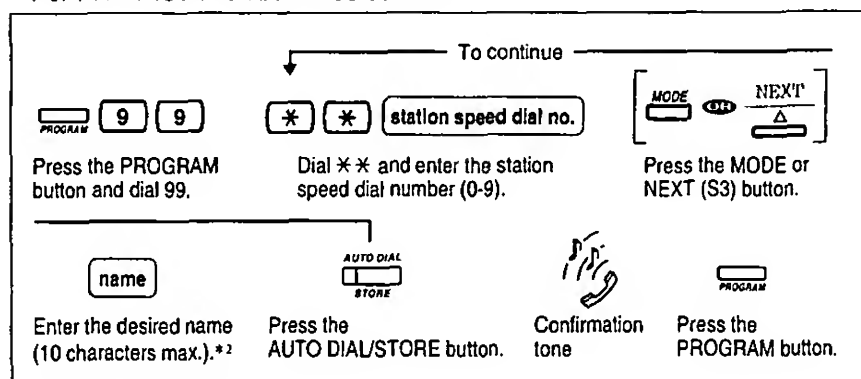 To continue
PROGRAM 9 9 * * station speed dial no. MODE OR NEXT
Press the PROGRAM button and dial 99.
Dial ** and enter the station speed dial number (0-9).
Press the MODE or NEXT (S3) button.
name AUTO DIAL STORE PROGRAM
Enter the desired name (10 characters max.).*2
Press the AUTO DIAL/STORE button.
Confirmation tone
Press the PROGRAM button.